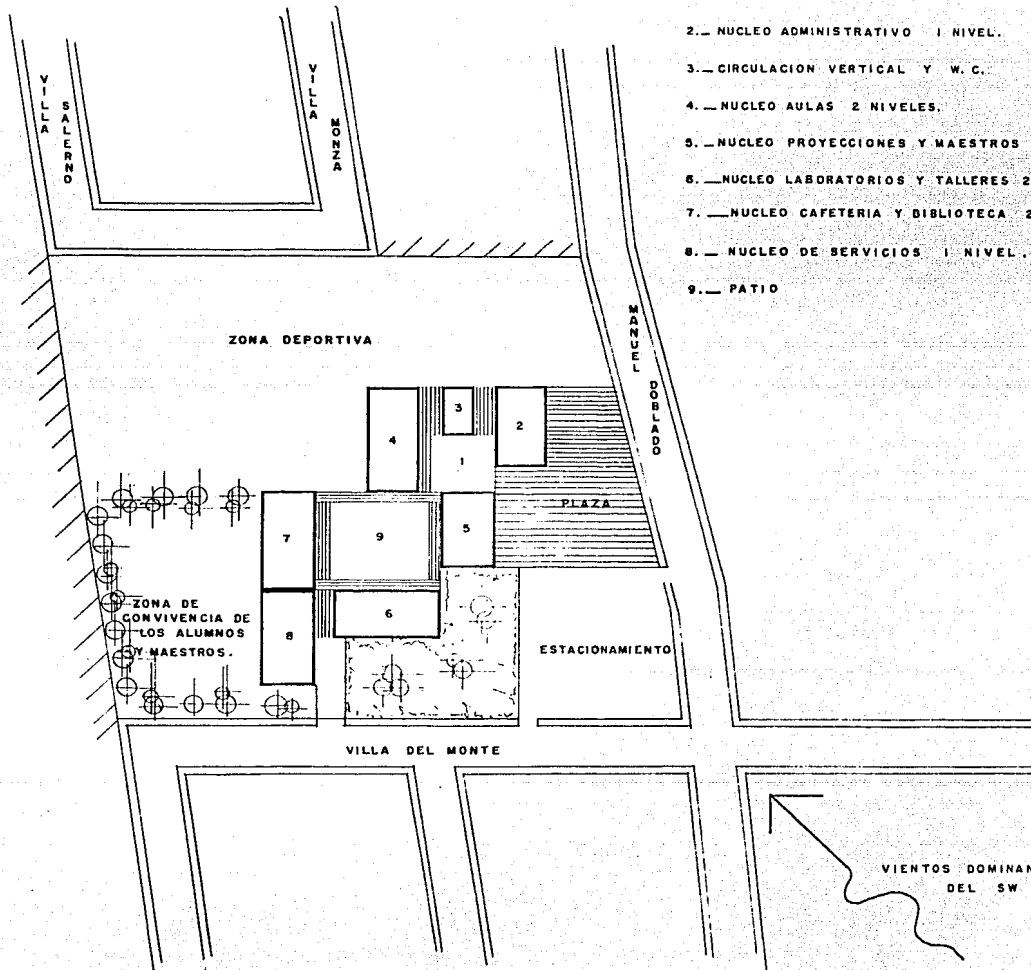 2._ NUCLEO ADMINISTRATIVO 1 NIVEL.
3._ CIRCULACION VERTICAL Y W.C.
4._ NUCLEO AULAS 2 NIVELES.
5._ NUCLEO PROYECCIONES Y MAESTROS
6._ NUCLEO LABORATORIOS Y TALLERES 2
7._ NUCLEO CAFETERIA Y BIBLIOTECA 2
8._ NUCLEO DE SERVICIOS 1 NIVEL.
9._ PATIO
VILLA SALERNO
VILLA MONZA
MANUEL DOBLADO
ZONA DEPORTIVA
3
4
2
1
PLAZA
7
9
5
6
8
ZONA DE
CONVIVENCIA DE
LOS ALUMNOS
Y MAESTROS.
ESTACIONAMIENTO
VILLA DEL MONTE
VIENTOS DOMINAN
DEL SW